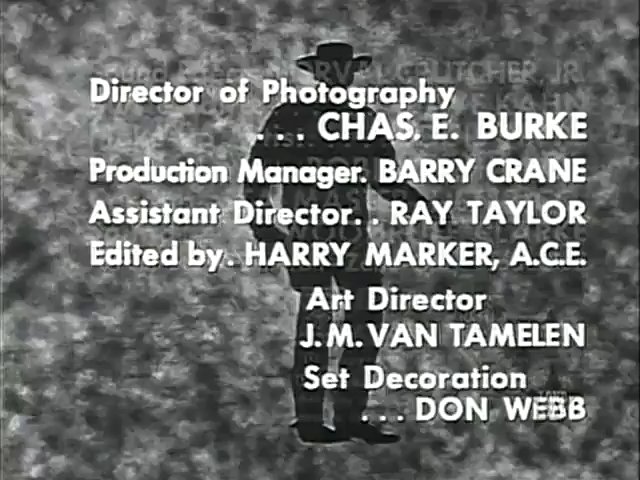 Director of Photography
... CHAS. E. BURKE
Production Manager. BARRY CRANE
Assistant Director.. RAY TAYLOR
Edited by. HARRY MARKER, A.C.E.
Art Director
J.M. VAN TAMELEN
Set Decoration
... DON WEBB